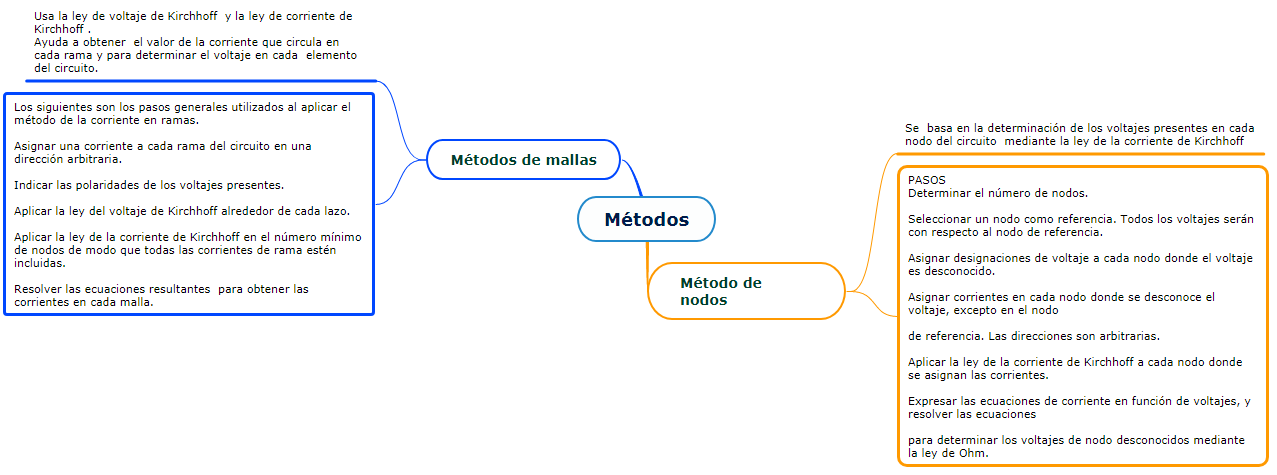 Usa la ley de voltaje de Kirchhoff  y la ley de corriente de
Kirchhoff .
Ayuda a obtener  el valor de la corriente que circula en
cada rama y para determinar el voltaje en cada  elemento
del circuito.
Los siguientes son los pasos generales utilizados al aplicar el
método de la corriente en ramas.
Asignar una corriente a cada rama del circuito en una
dirección arbitraria.
Indicar las polaridades de los voltajes presentes.
Aplicar la ley del voltaje de Kirchhoff alrededor de cada lazo.
Aplicar la ley de la corriente de Kirchhoff en el número mínimo
de nodos de modo que todas las corrientes de rama estén
incluidas.
Resolver las ecuaciones resultantes  para obtener las
corrientes en cada malla.
Métodos de mallas
Métodos
Método de
nodos
Se  basa en la determinación de los voltajes presentes en cada
nodo del circuito  mediante la ley de la corriente de Kirchhoff
PASOS
Determinar el número de nodos.
Seleccionar un nodo como referencia. Todos los voltajes serán
con respecto al nodo de referencia.
Asignar designaciones de voltaje a cada nodo donde el voltaje
es desconocido.
Asignar corrientes en cada nodo donde se desconoce el
voltaje, excepto en el nodo
de referencia. Las direcciones son arbitrarias.
Aplicar la ley de la corriente de Kirchhoff a cada nodo donde
se asignan las corrientes.
Expresar las ecuaciones de corriente en función de voltajes, y
resolver las ecuaciones
para determinar los voltajes de nodo desconocidos mediante
la ley de Ohm.